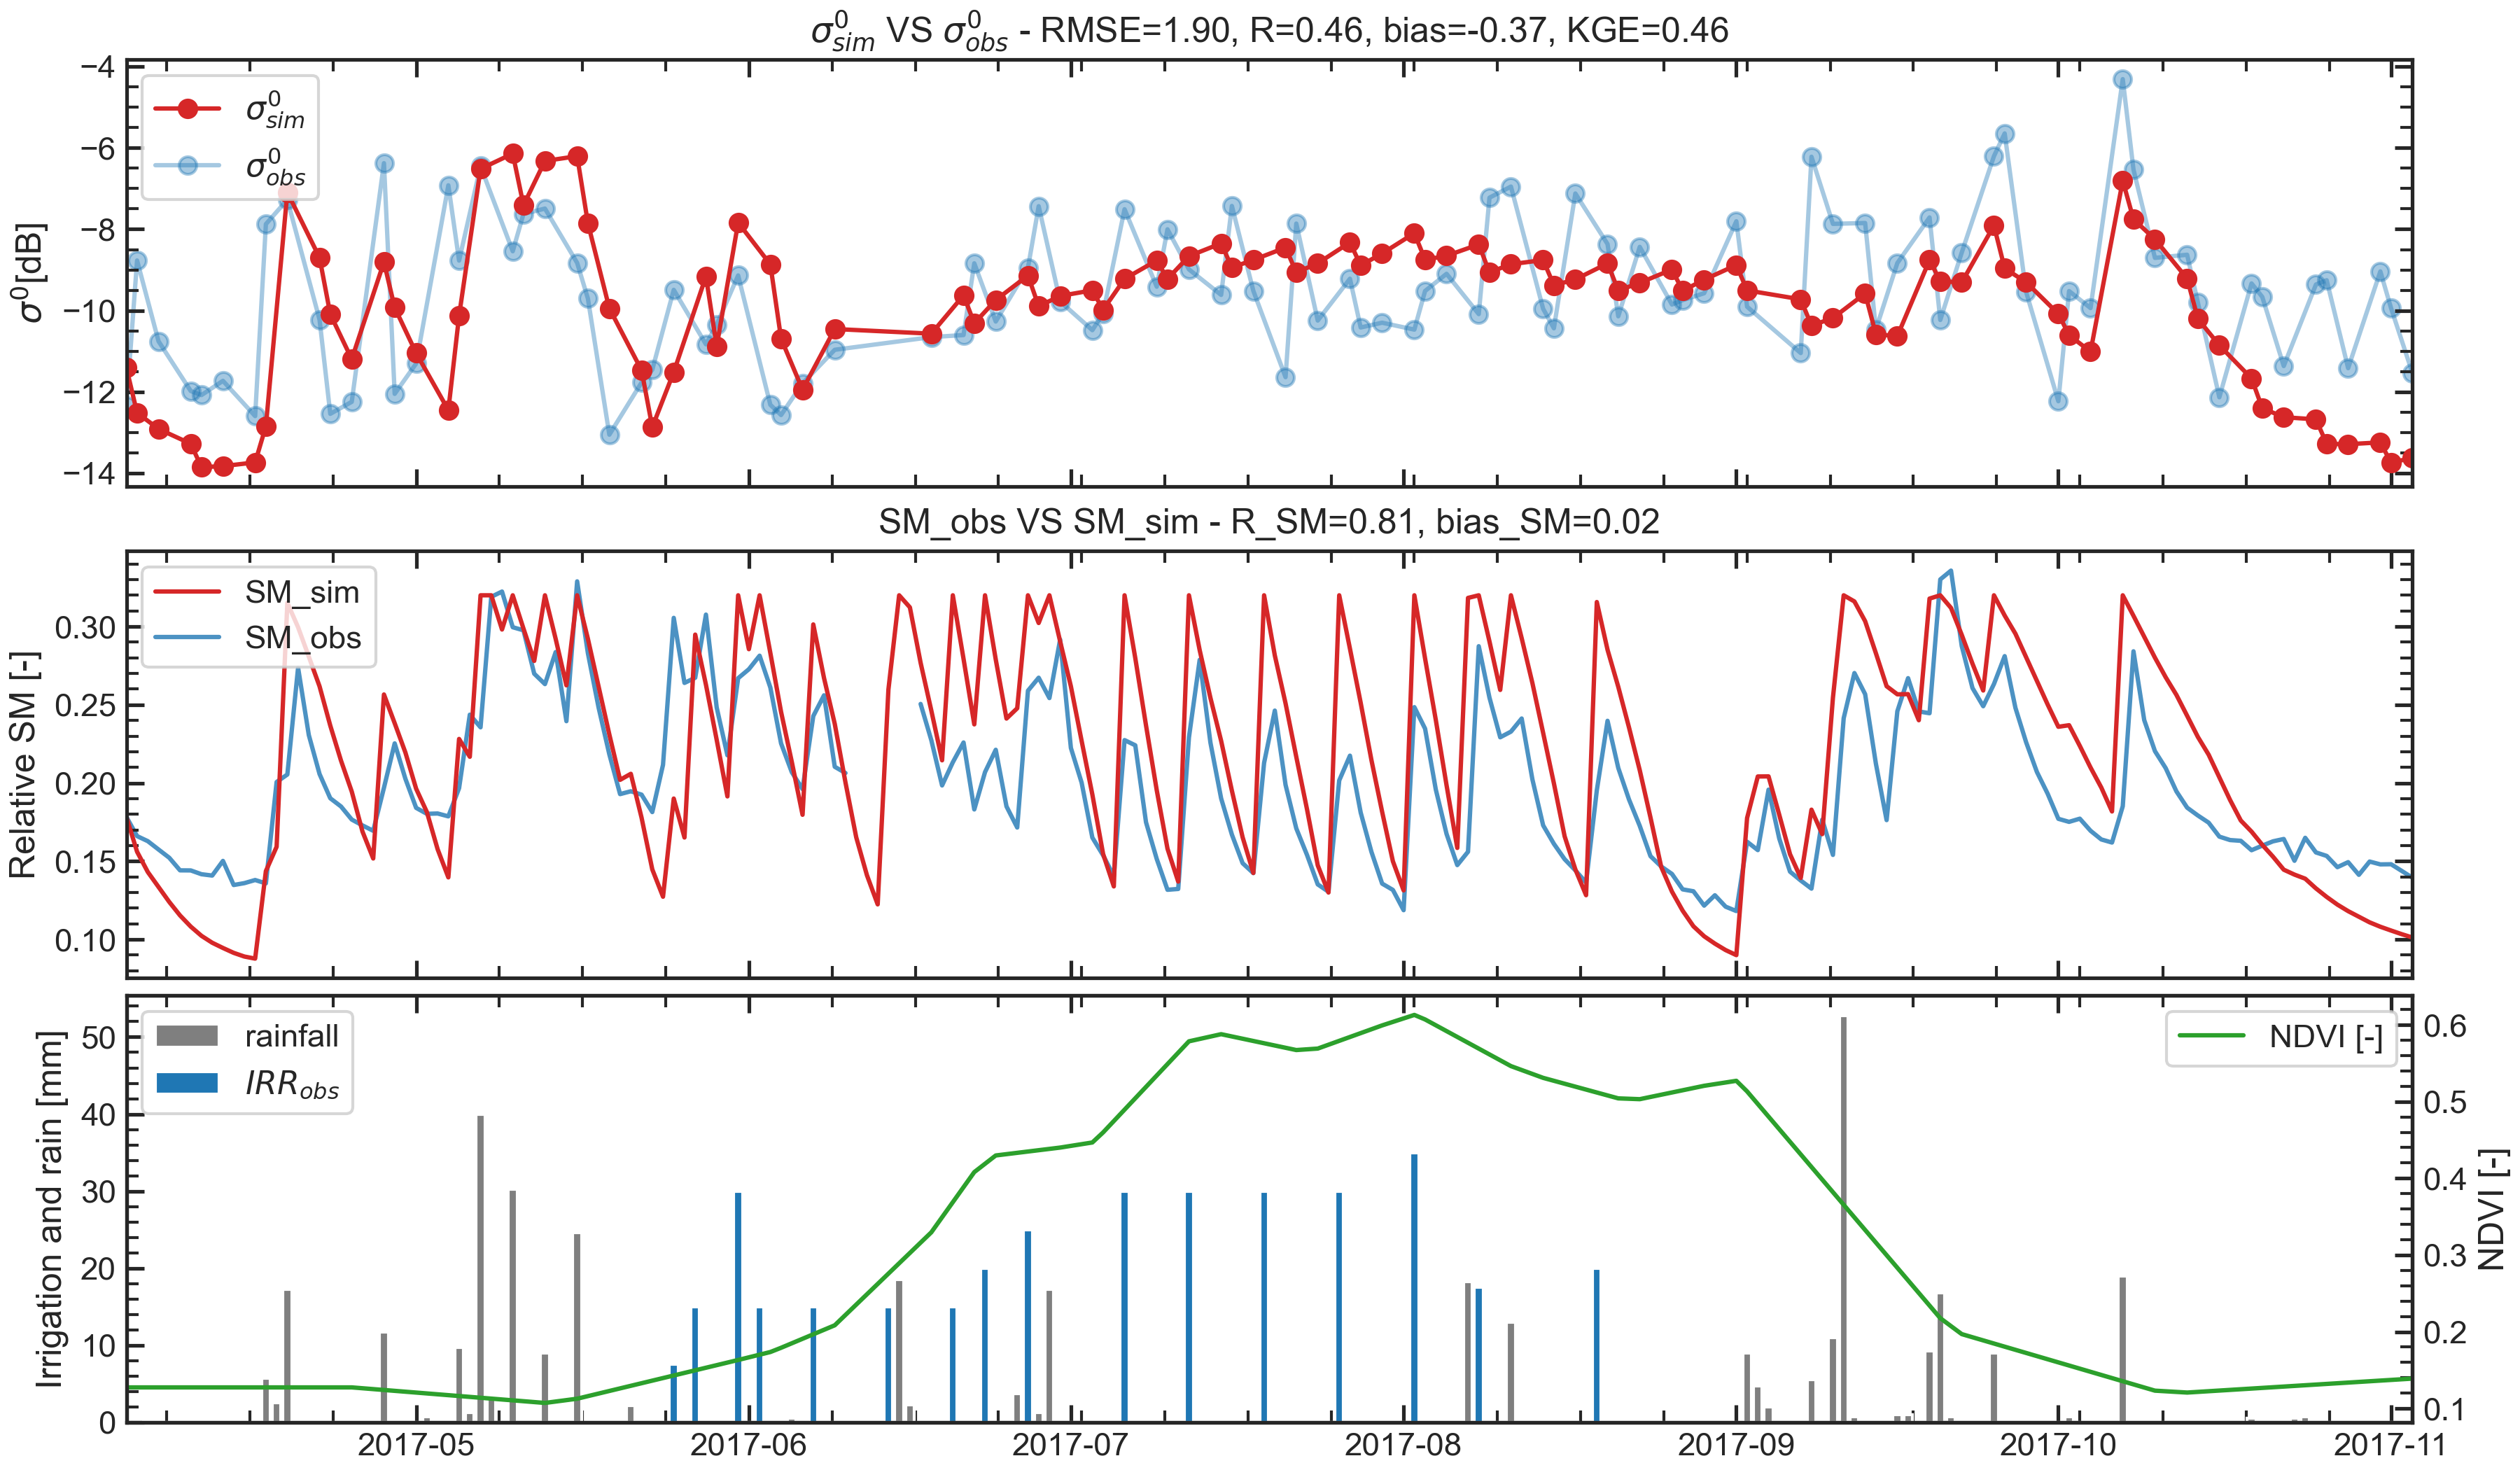 σ⁰sim VS σ⁰obs - RMSE=1.90, R=0.46, bias=-0.37, KGE=0.46
−4
−6
−8
−10
−12
−14
σ⁰[dB]
σ⁰sim
σ⁰obs
SM_obs VS SM_sim - R_SM=0.81, bias_SM=0.02
0.30
0.25
0.20
0.15
0.10
Relative SM [-]
SM_sim
SM_obs
50
40
30
20
10
0
Irrigation and rain [mm]
rainfall
IRRobs
NDVI [-]
0.6
0.5
0.4
0.3
0.2
0.1
NDVI [-]
2017-05
2017-06
2017-07
2017-08
2017-09
2017-10
2017-11